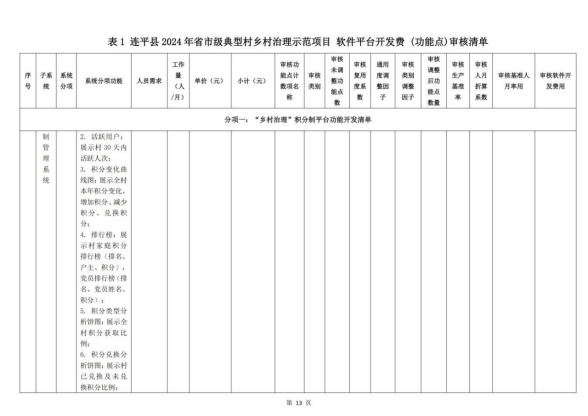 表 1 连平县 2024 年省市级典型村乡村治理示范项目 软件平台开发费 (功能点)审核清单
序号
子系统
系统分项
系统分项功能
人员需求
工作量（人/月）
单价（元）
小计（元）
审核功能点计数项名称
审核类别
审核未调整功能点数
审核复用度系数
通用度调整因子
审核类别调整因子
审核调整后功能点数量
审核生产基准率
审核人月折算系数
审核基准人月率用
审核软件开发费用
分项一：“乡村治理”积分制平台功能开发清单
制管理系统
2. 活跃用户：
展示村 30 天内
活跃人次；
3. 积分变化曲
线图：展示全村
本年积分变化、
增加积分、减少
积分、兑换积
分；
4. 排行榜：展
示村家庭积分
排行榜（排名、
户主、积分），
党员排行榜（排
名、党员姓名、
积分）；
5. 积分类型分
析饼图：展示全
村积分获取比
例；
6. 积分兑换分
析饼图：展示村
已兑换及未兑
换积分比例；
第 13 页